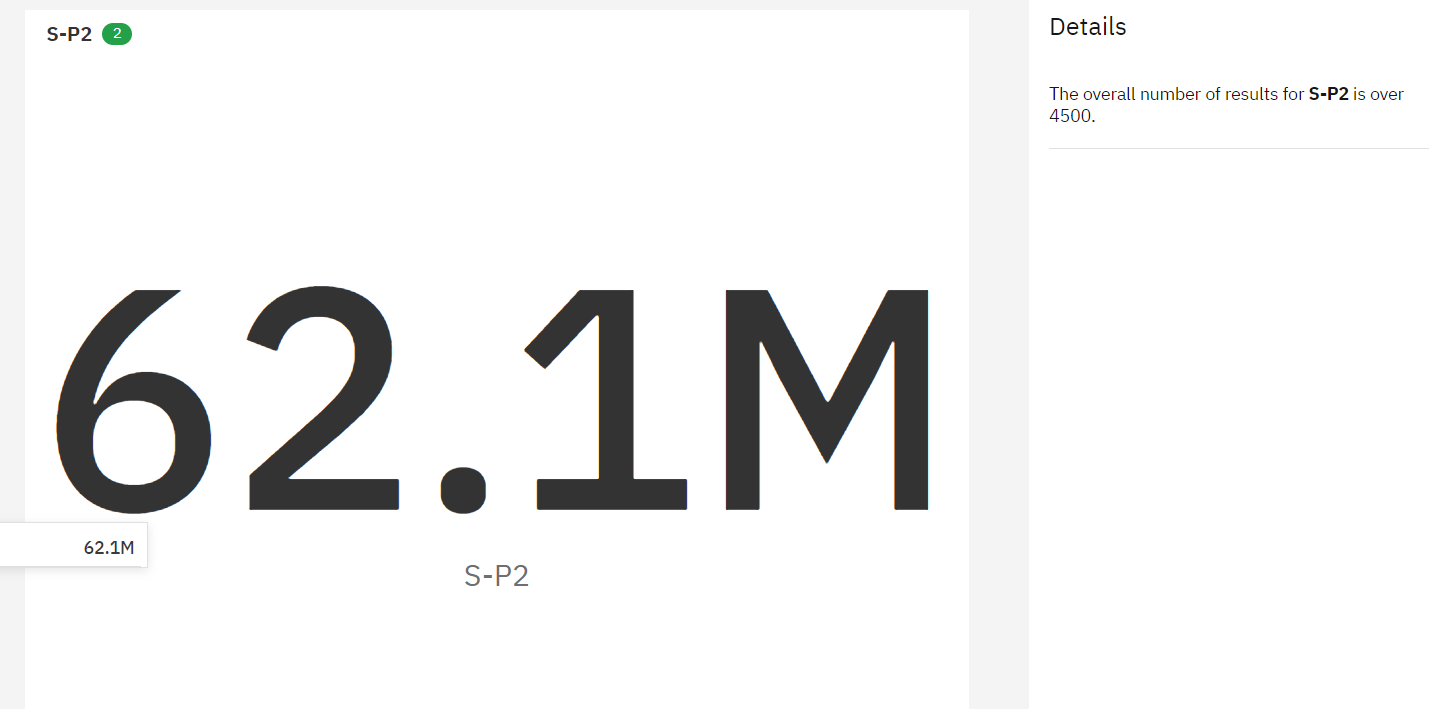 S-P2 2
62.1M
62.1M
S-P2
Details
The overall number of results for S-P2 is over
4500.